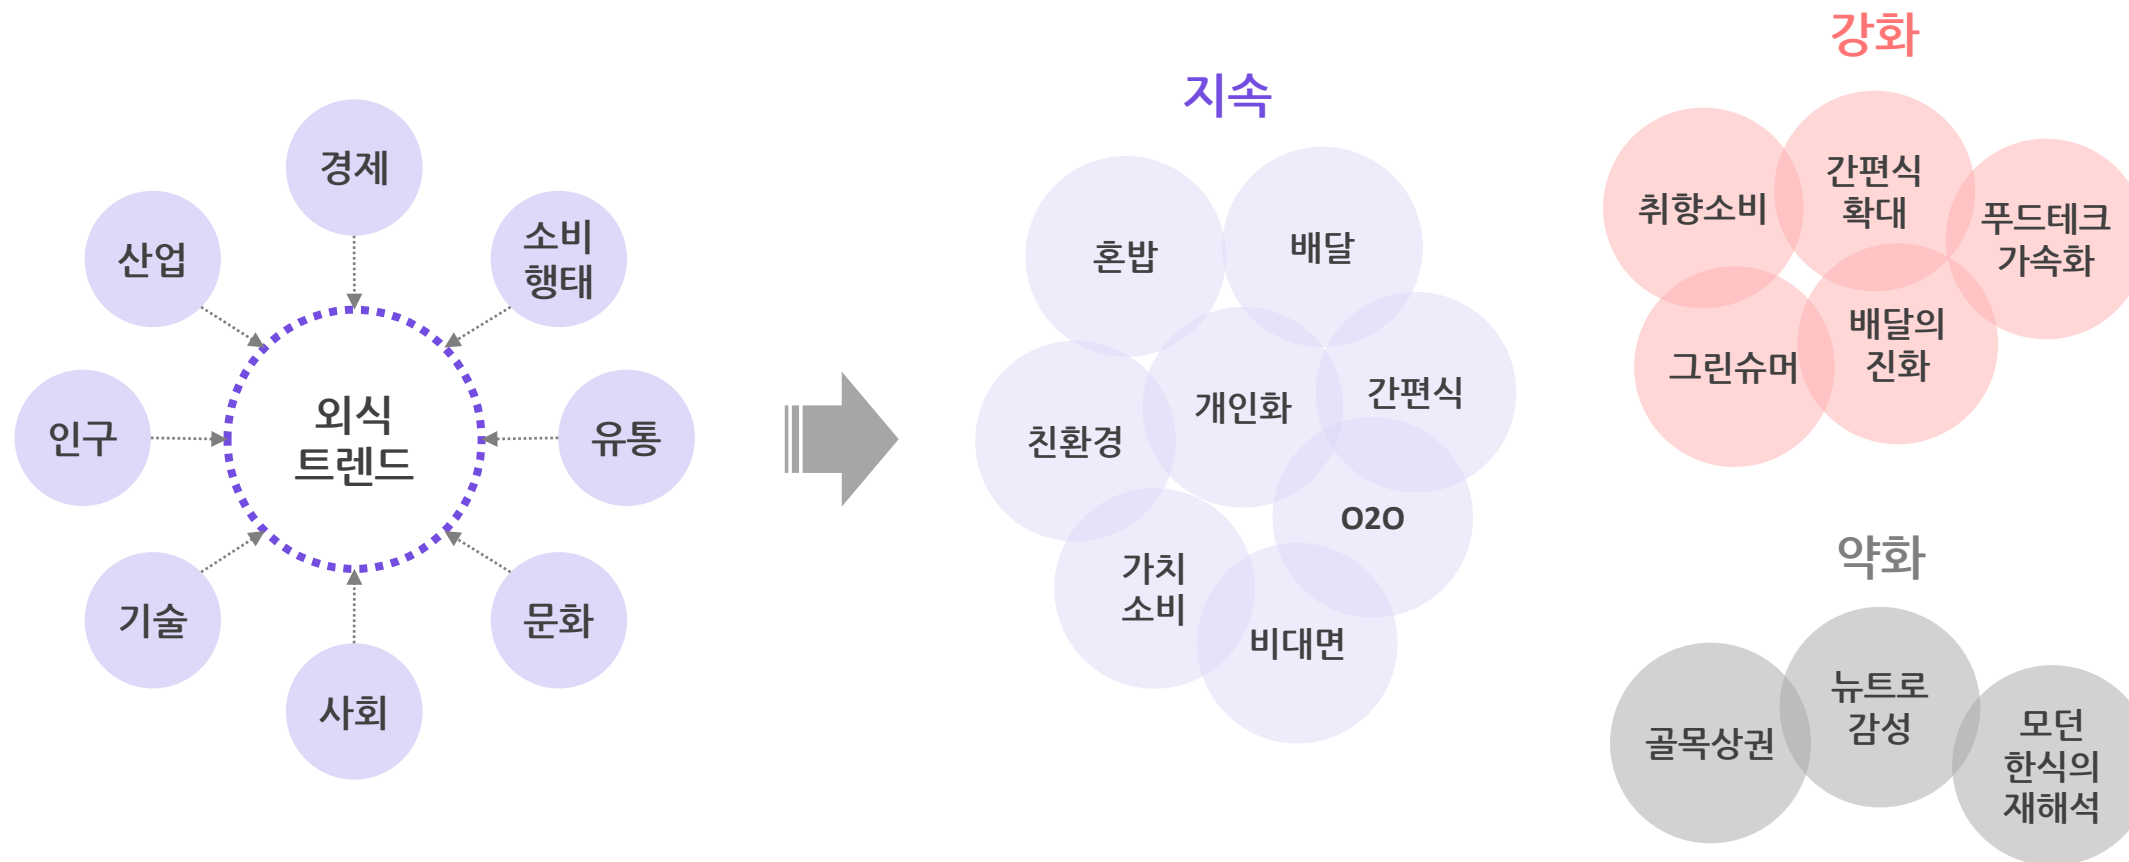 경제
산업
소비
행태
인구
외식
트렌드
유통
기술
문화
사회
지속
혼밥
배달
개인화
간편식
친환경
O2O
가치
소비
비대면
강화
취향소비
간편식
확대
푸드테크
가속화
그린슈머
배달의
진화
약화
골목상권
뉴트로
감성
모던
한식의
재해석